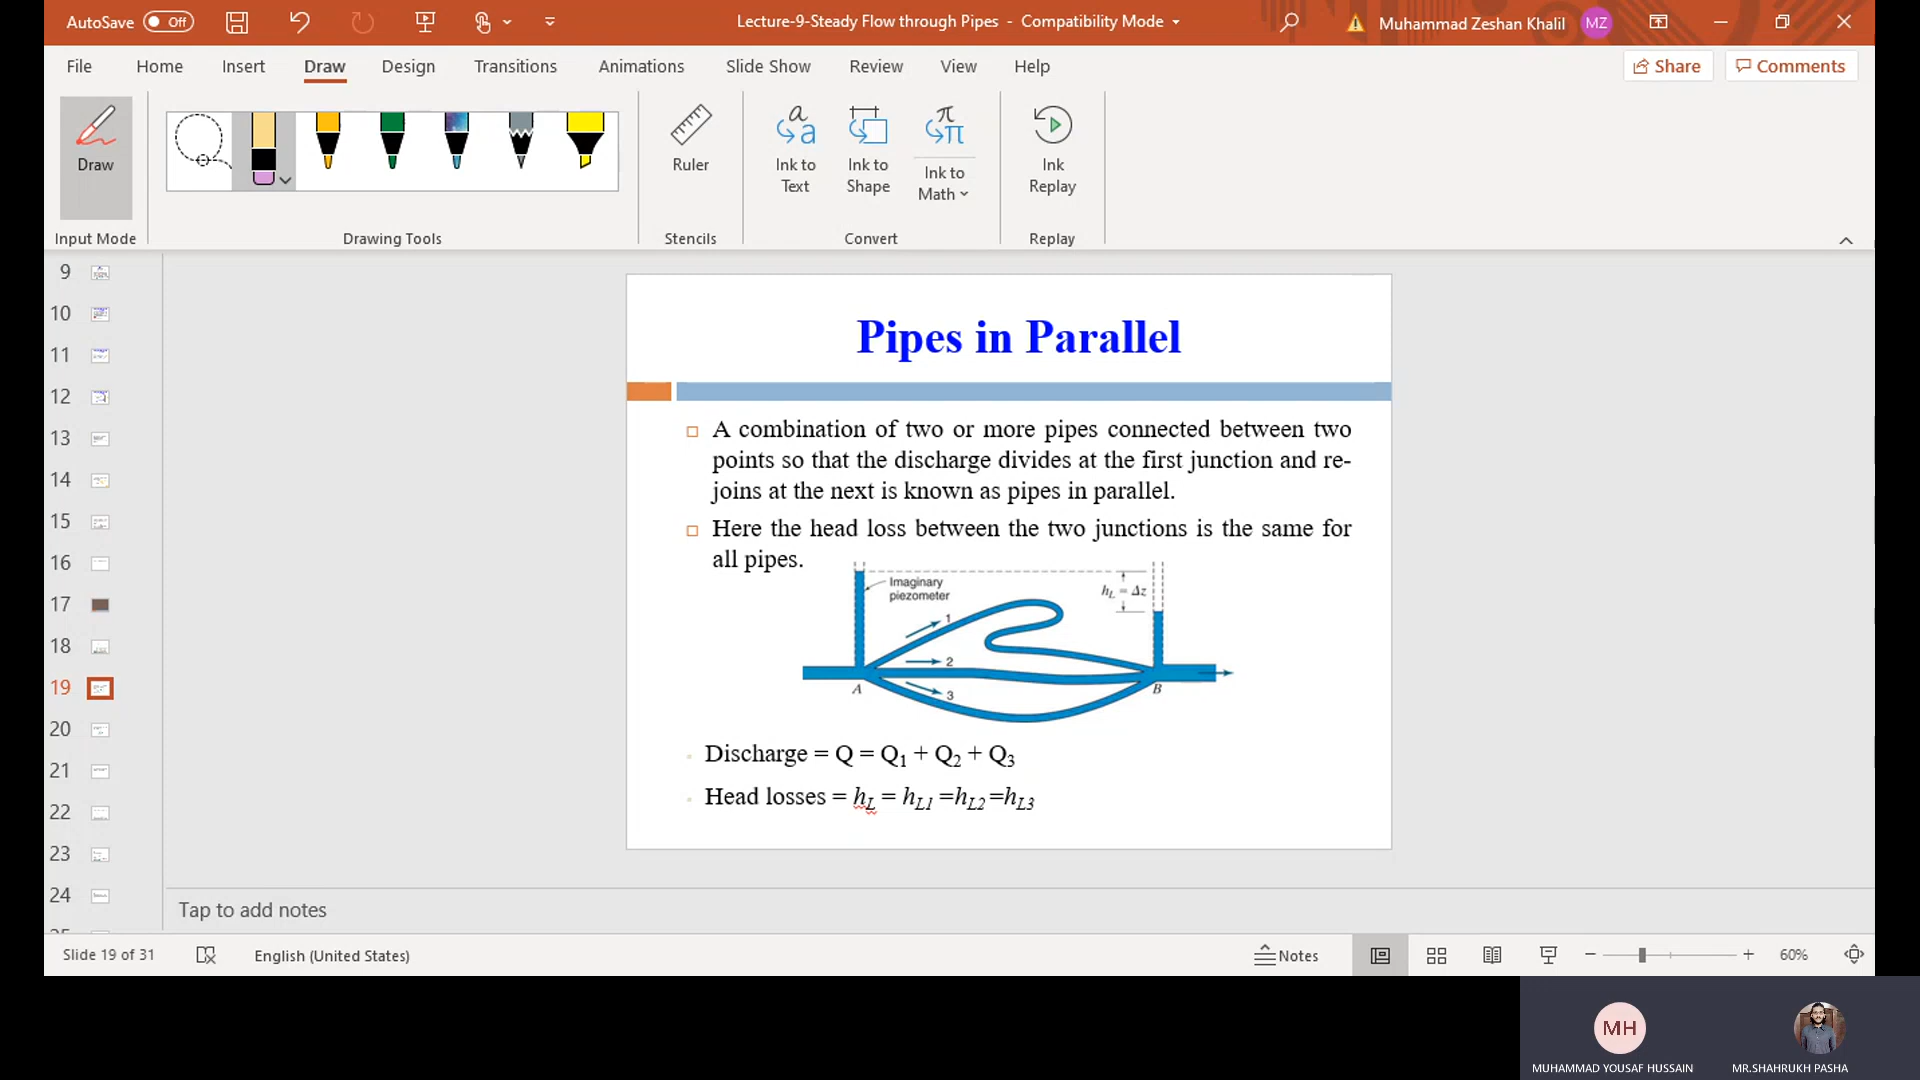 AutoSave Off
Lecture-9-Steady Flow through Pipes - Compatibility Mode
Muhammad Zeshan Khalil MZ
File Home Insert Draw Design Transitions Animations Slide Show Review View Help
Share Comments
Draw
Ruler
Ink to Text
Ink to Shape
Ink to Math
Ink Replay
Input Mode Drawing Tools Stencils Convert Replay
9
10
11
12
13
14
15
16
17
18
19
20
21
22
23
24
Pipes in Parallel
A combination of two or more pipes connected between two
points so that the discharge divides at the first junction and re-
joins at the next is known as pipes in parallel.
Here the head loss between the two junctions is the same for
all pipes.
Imaginary
piezometer
hL = Δz
1
2
3
A
B
Discharge = Q = Q1 + Q2 + Q3
Head losses = hL = hL1 =hL2 =hL3
Tap to add notes
Slide 19 of 31 English (United States) Notes 60%
MH
MUHAMMAD YOUSAF HUSSAIN MR.SHAHRUKH PASHA